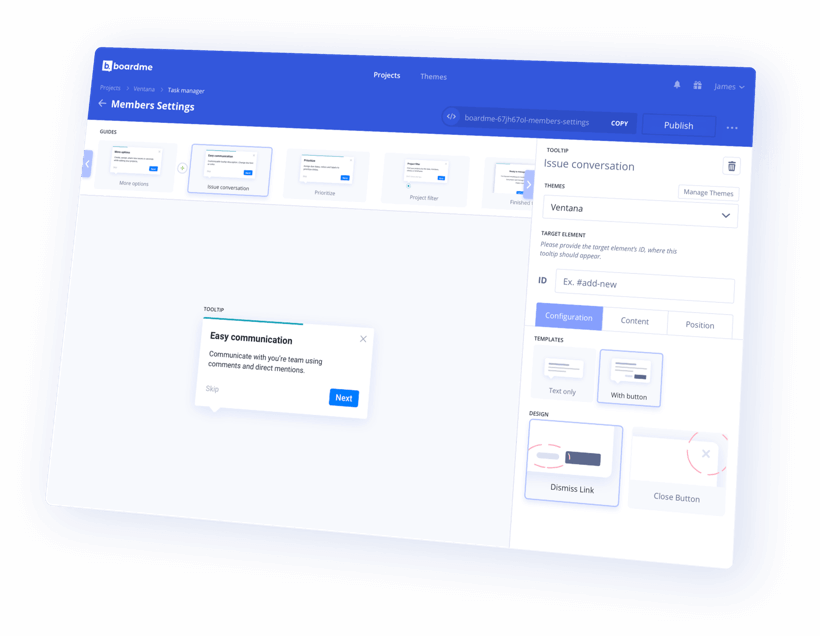 boardme
Projects
Themes
James
Projects > Ventana > Task manager
Members Settings
</> boardme-67jh67ol-members-settings
COPY
Publish
GUIDES
More options
Issue conversation
Prioritize
Project filter
Finished
TOOLTIP
Issue conversation
THEMES
Manage Themes
Ventana
TARGET ELEMENT
Please provide the target element's ID, where this
tooltip should appear.
ID
Ex. #add-new
Configuration
Content
Position
TEMPLATES
Text only
With button
DESIGN
Dismiss Link
Close Button
TOOLTIP
Easy communication
Communicate with you're team using
comments and direct mentions.
Skip
Next